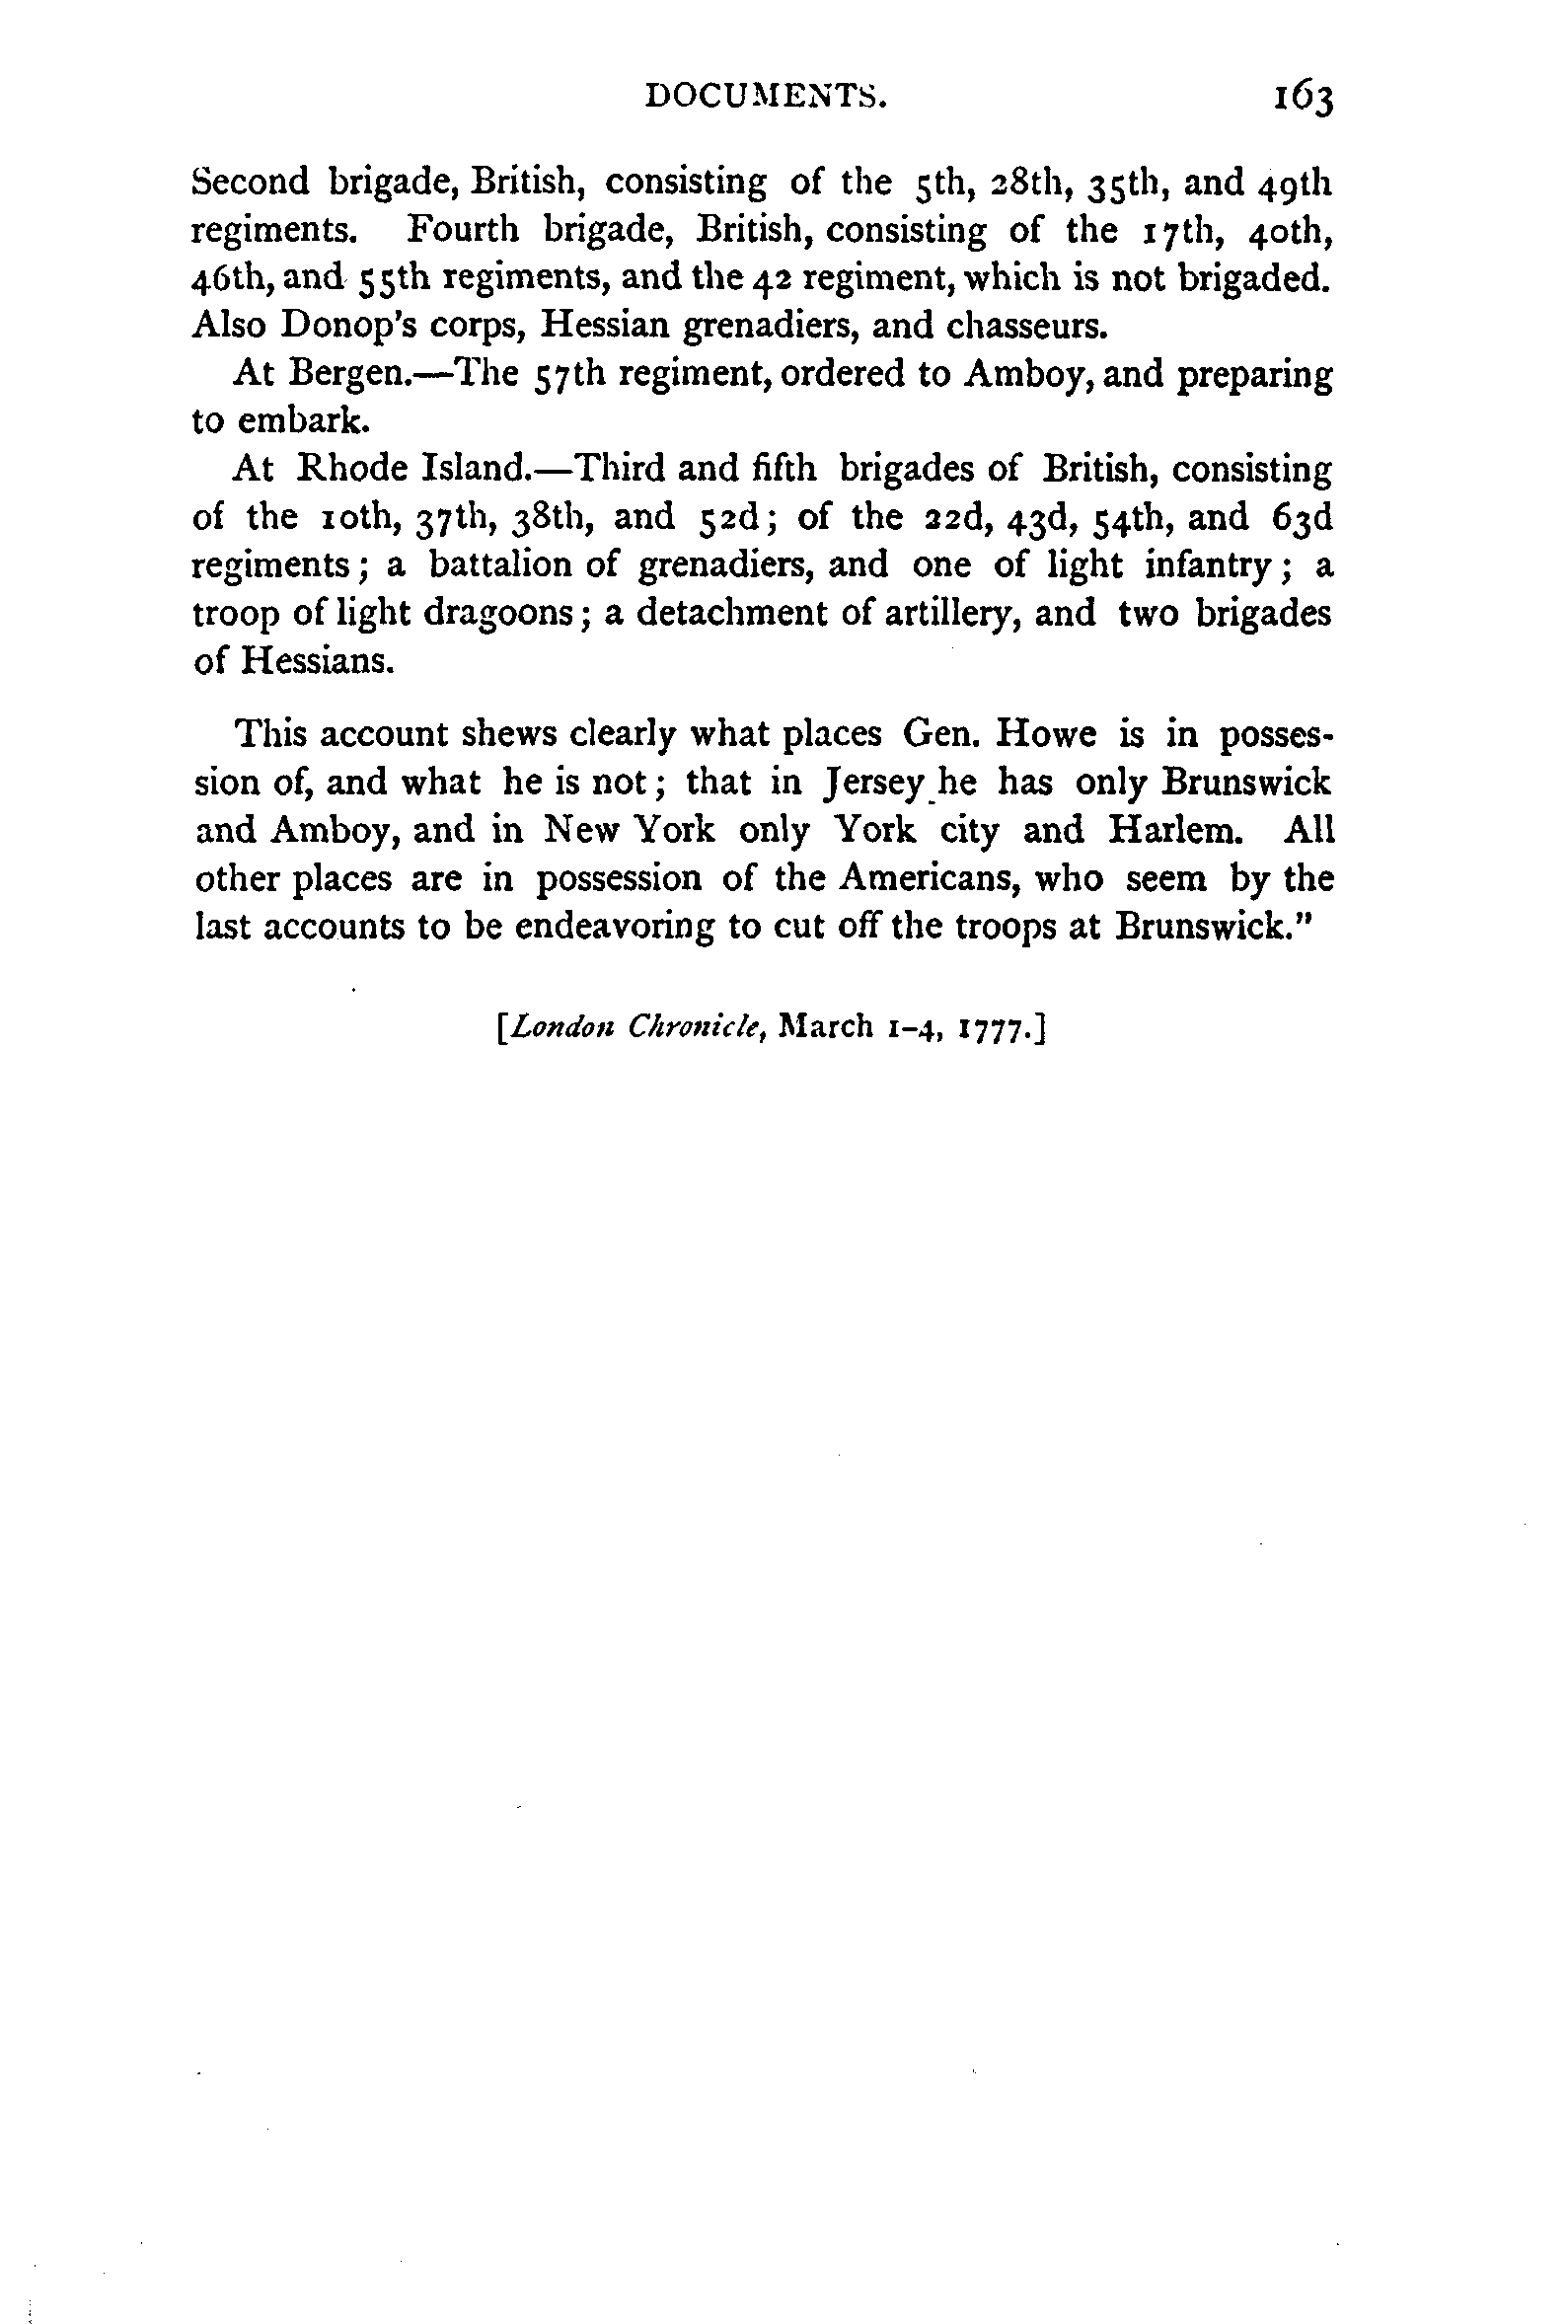 DOCUMENTS. 163
Second brigade, British, consisting of the 5th, 28th, 35th, and 49th
regiments. Fourth brigade, British, consisting of the 17th, 40th,
46th, and 55th regiments, and the 42 regiment, which is not brigaded.
Also Donop's corps, Hessian grenadiers, and chasseurs.
At Bergen.—The 57th regiment, ordered to Amboy, and preparing
to embark.
At Rhode Island.—Third and fifth brigades of British, consisting
of the 10th, 37th, 38th, and 52d; of the 22d, 43d, 54th, and 63d
regiments; a battalion of grenadiers, and one of light infantry; a
troop of light dragoons; a detachment of artillery, and two brigades
of Hessians.
This account shews clearly what places Gen. Howe is in posses-
sion of, and what he is not; that in Jersey he has only Brunswick
and Amboy, and in New York only York city and Harlem. All
other places are in possession of the Americans, who seem by the
last accounts to be endeavoring to cut off the troops at Brunswick."
[London Chronicle, March 1-4, 1777.]